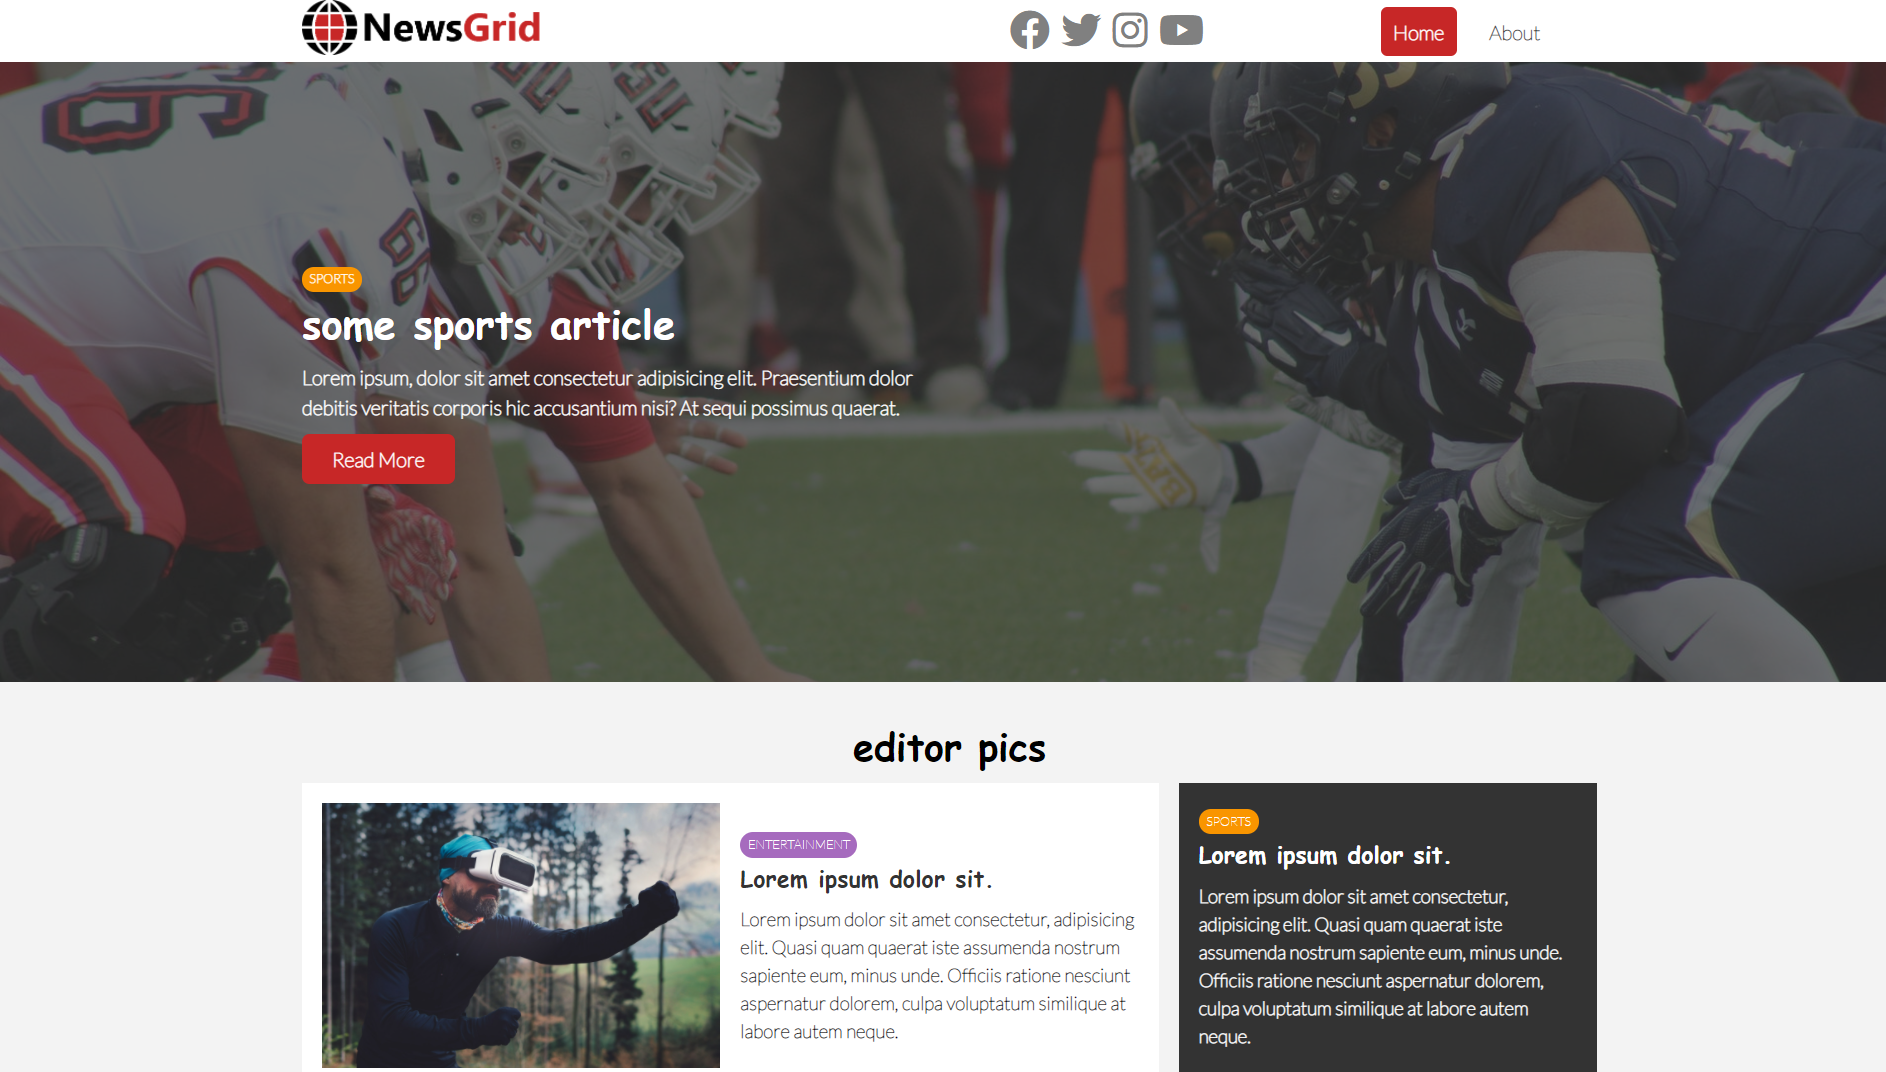 NewsGrid
Home
About
SPORTS
some sports article
Lorem ipsum, dolor sit amet consectetur adipisicing elit. Praesentium dolor
debitis veritatis corporis hic accusantium nisi? At sequi possimus quaerat.
Read More
editor pics
ENTERTAINMENT
Lorem ipsum dolor sit.
Lorem ipsum dolor sit amet consectetur, adipisicing
elit. Quasi quam quaerat iste assumenda nostrum
sapiente eum, minus unde. Officiis ratione nesciunt
aspernatur dolorem, culpa voluptatum similique at
labore autem neque.
SPORTS
Lorem ipsum dolor sit.
Lorem ipsum dolor sit amet consectetur,
adipisicing elit. Quasi quam quaerat iste
assumenda nostrum sapiente eum, minus unde.
Officiis ratione nesciunt aspernatur dolorem,
culpa voluptatum similique at labore autem
neque.